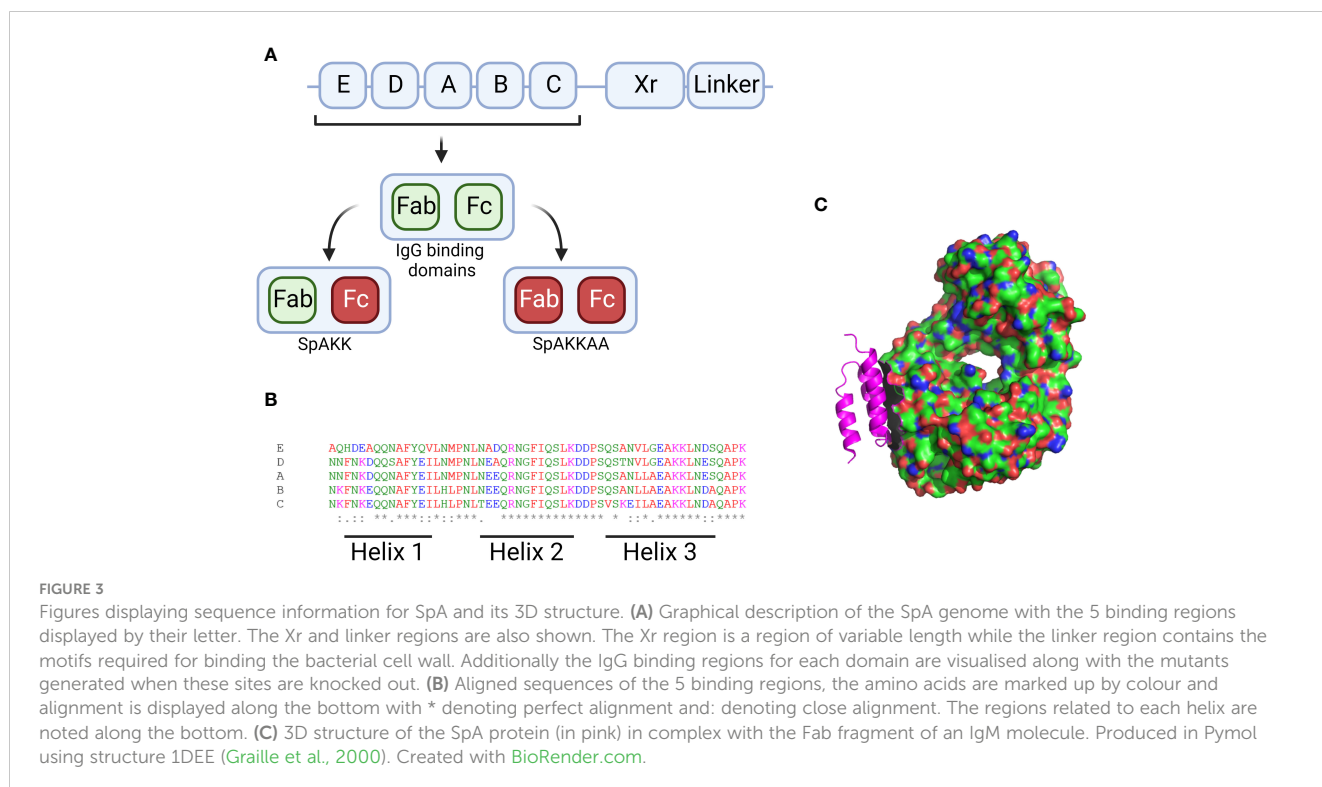 A
E D A B C Xr Linker
Fab Fc
IgG binding
domains
Fab Fc
SpAKK
Fab Fc
SpAKKAA
C
B
E AQHDEAQQNAFYQVLNMPNLNADQRNGFIQSLKDDPSQSANVLGEAKKLNDSQAPK
D NNFNKDQQSAFYEILNMPNLNEAQRNGFIQSLKDDPSQSTNVLGEAKKLNESQAPK
A NNFNKDQQNAFYEILNMPNLNEEQRNGFIQSLKDDPSQSANLLAEAKKLNESQAPK
B NKFNKEQQNAFYEILHLPNLNEEQRNGFIQSLKDDPSQSANLLAEAKKLNDAQAPK
C NKFNKEQQNAFYEILHLPNLTEEQRNGFIQSLKDDPSVSKEILAEAKKLNDAQAPK
:.:: **.***:*::***. *************** * ::*.******::****
Helix 1 Helix 2 Helix 3
FIGURE 3
Figures displaying sequence information for SpA and its 3D structure. (A) Graphical description of the SpA genome with the 5 binding regions
displayed by their letter. The Xr and linker regions are also shown. The Xr region is a region of variable length while the linker region contains the
motifs required for binding the bacterial cell wall. Additionally the IgG binding regions for each domain are visualised along with the mutants
generated when these sites are knocked out. (B) Aligned sequences of the 5 binding regions, the amino acids are marked up by colour and
alignment is displayed along the bottom with * denoting perfect alignment and: denoting close alignment. The regions related to each helix are
noted along the bottom. (C) 3D structure of the SpA protein (in pink) in complex with the Fab fragment of an IgM molecule. Produced in Pymol
using structure 1DEE (Graille et al., 2000). Created with BioRender.com.